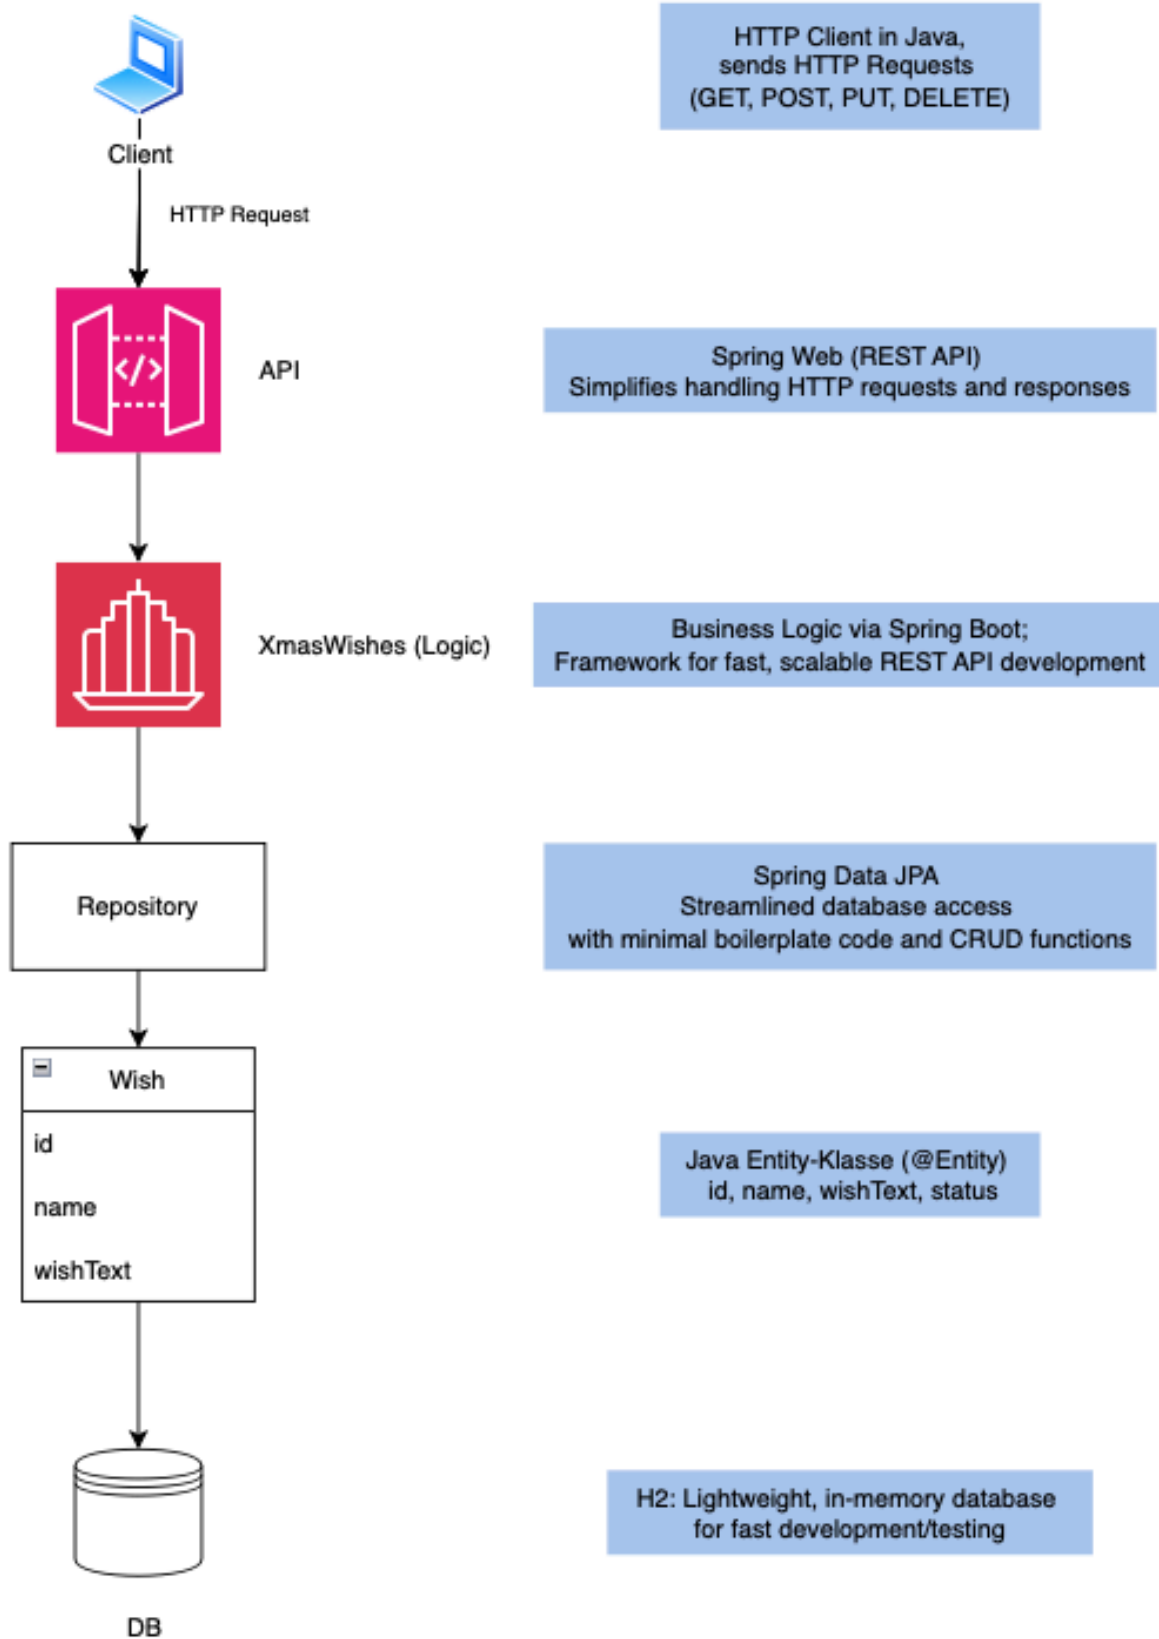 HTTP Client in Java,
sends HTTP Requests
(GET, POST, PUT, DELETE)
Client
HTTP Request
</>
API
Spring Web (REST API)
Simplifies handling HTTP requests and responses
XmasWishes (Logic)
Business Logic via Spring Boot;
Framework for fast, scalable REST API development
Repository
Spring Data JPA
Streamlined database access
with minimal boilerplate code and CRUD functions
Wish
id
name
wishText
Java Entity-Klasse (@Entity)
id, name, wishText, status
H2: Lightweight, in-memory database
for fast development/testing
DB